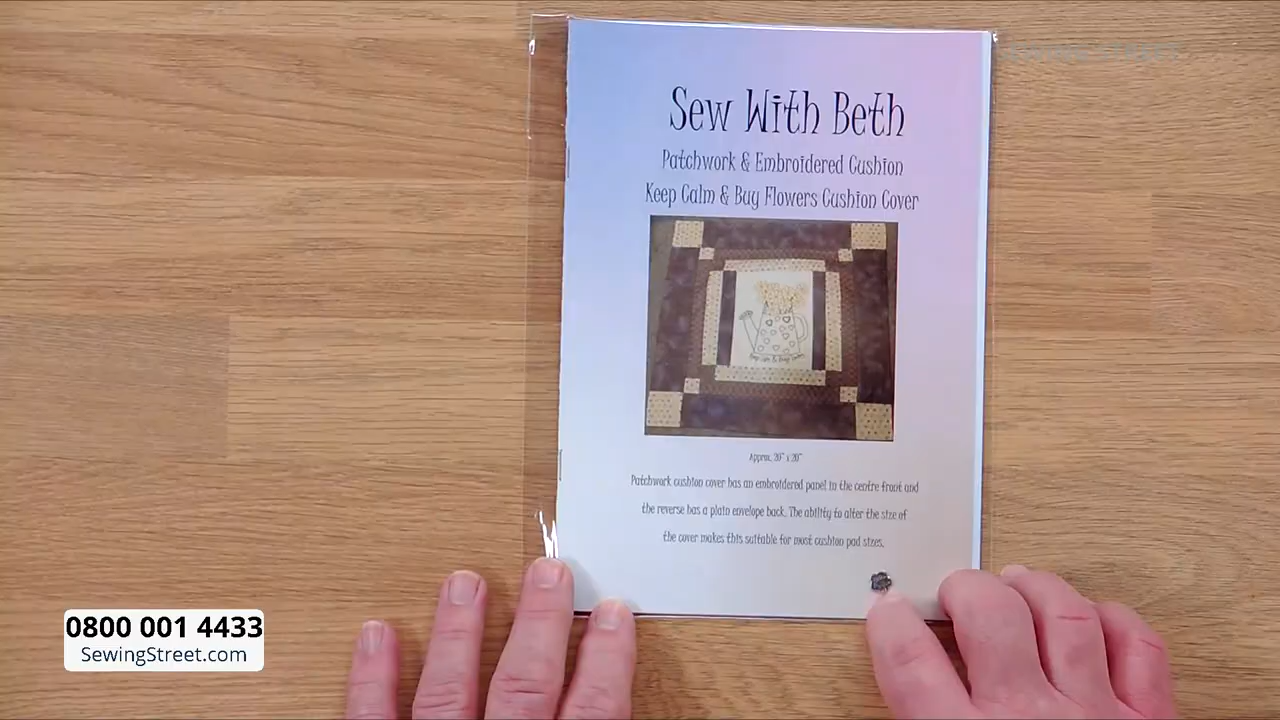 SEWING STREET
Sew With Beth
Patchwork & Embroidered Cushion
Keep Calm & Buy Flowers Cushion Cover
Approx. 20" x 20"
Patchwork cushion cover has an embroidered panel in the centre front and
the reverse has a plain envelope back. The ability to alter the size of
the cover makes this suitable for most cushion pad sizes.
0800 001 4433
SewingStreet.com